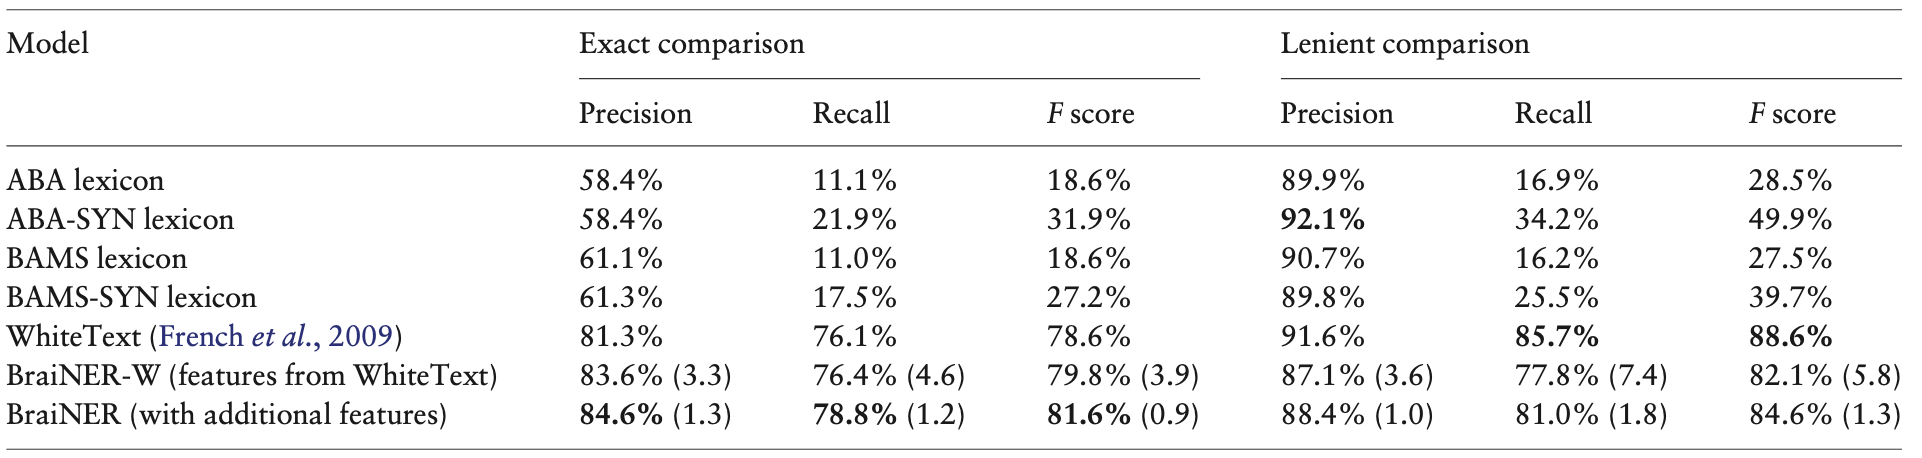 Model Exact comparison Lenient comparison
Precision Recall F score Precision Recall F score
ABA lexicon 58.4% 11.1% 18.6% 89.9% 16.9% 28.5%
ABA-SYN lexicon 58.4% 21.9% 31.9% 92.1% 34.2% 49.9%
BAMS lexicon 61.1% 11.0% 18.6% 90.7% 16.2% 27.5%
BAMS-SYN lexicon 61.3% 17.5% 27.2% 89.8% 25.5% 39.7%
WhiteText (French et al., 2009) 81.3% 76.1% 78.6% 91.6% 85.7% 88.6%
BraiNER-W (features from WhiteText) 83.6% (3.3) 76.4% (4.6) 79.8% (3.9) 87.1% (3.6) 77.8% (7.4) 82.1% (5.8)
BraiNER (with additional features) 84.6% (1.3) 78.8% (1.2) 81.6% (0.9) 88.4% (1.0) 81.0% (1.8) 84.6% (1.3)